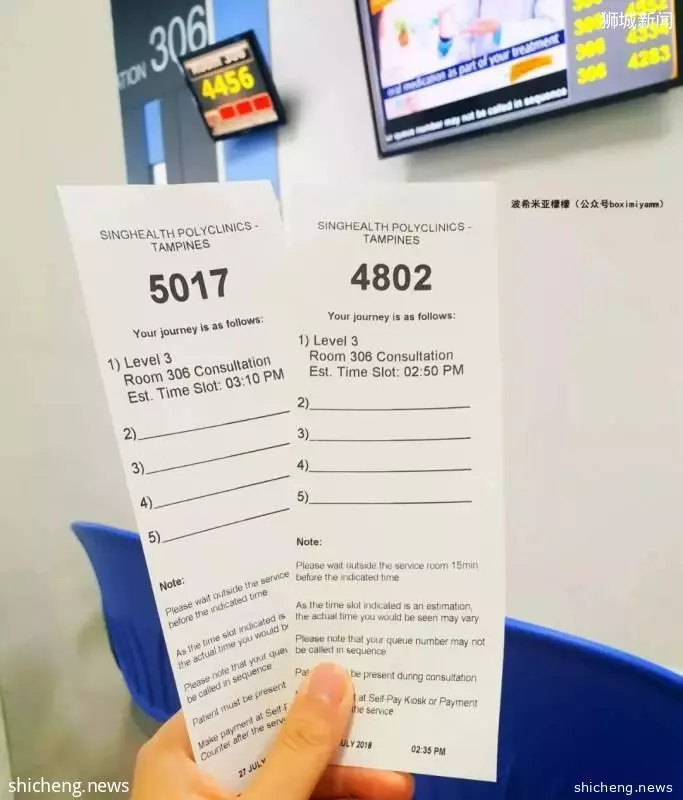 狮城新闻
306
4456
306
306 4283
oral medication as part of your treatment
ur queue number may not be called in sequence
波希米亚檬檬（公众号boximiyamm）
SINGHEALTH POLYCLINICS -
TAMPINES
5017
Your journey is as follows:
1) Level 3
Room 306 Consultation
Est. Time Slot: 03:10 PM
2)
3)
4)
5)
Note:
Please wait outside the service
before the indicated time
As the time slot indicated is
the actual time you would b
Please note that your queu
be called in sequence
Patient must be present
Make payment at Self-P
Counter after the serv
27 JULY
SINGHEALTH POLYCLINICS -
TAMPINES
4802
Your journey is as follows:
1) Level 3
Room 306 Consultation
Est. Time Slot: 02:50 PM
2)
3)
4)
5)
Note:
Please wait outside the service room 15min
before the indicated time
As the time slot indicated is an estimation,
the actual time you would be seen may vary
Please note that your queue number may not
be called in sequence
Pat be present during consultation
at Self-Pay Kiosk or Payment
the service
ULY 2018 02:35 PM
shicheng.news
shicheng.news